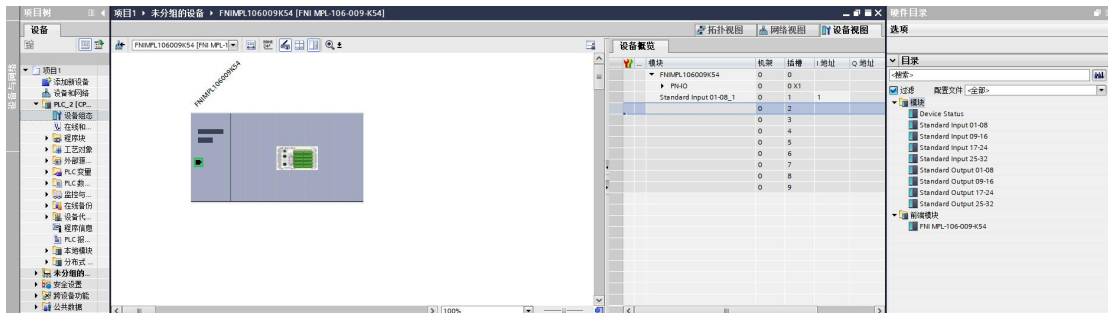 项目树
项目1 ▸ 未分组的设备 ▸ FNIMPL106009K54 [FNI MPL-106-009-K54]
硬件目录
设备
拓扑视图
网络视图
设备视图
选项
FNIMPL106009K54 [FNI MPL-1
设备概览
项目1
添加新设备
设备和网络
PLC_2 [CP...
设备组态
在线和...
程序块
工艺对象
外部源...
PLC 变量
PLC 数...
监控与...
在线备份
设备代...
程序信息
PLC 报...
本地模块
分布式 ...
未分组的...
安全设置
跨设备功能
公共数据
FNIMPL106009K54
100%
... 模块 机架 插槽 I 地址 Q 地址
FNIMPL106009K54 0 0
PN-IO 0 0 X1
Standard Input 01-08_1 0 1 1
0 2
0 3
0 4
0 5
0 6
0 7
0 8
0 9
目录
<搜索>
过滤 配置文件 <全部>
模块
Device Status
Standard Input 01-08
Standard Input 09-16
Standard Input 17-24
Standard Input 25-32
Standard Output 01-08
Standard Output 09-16
Standard Output 17-24
Standard Output 25-32
前端模块
FNI MPL-106-009-K54